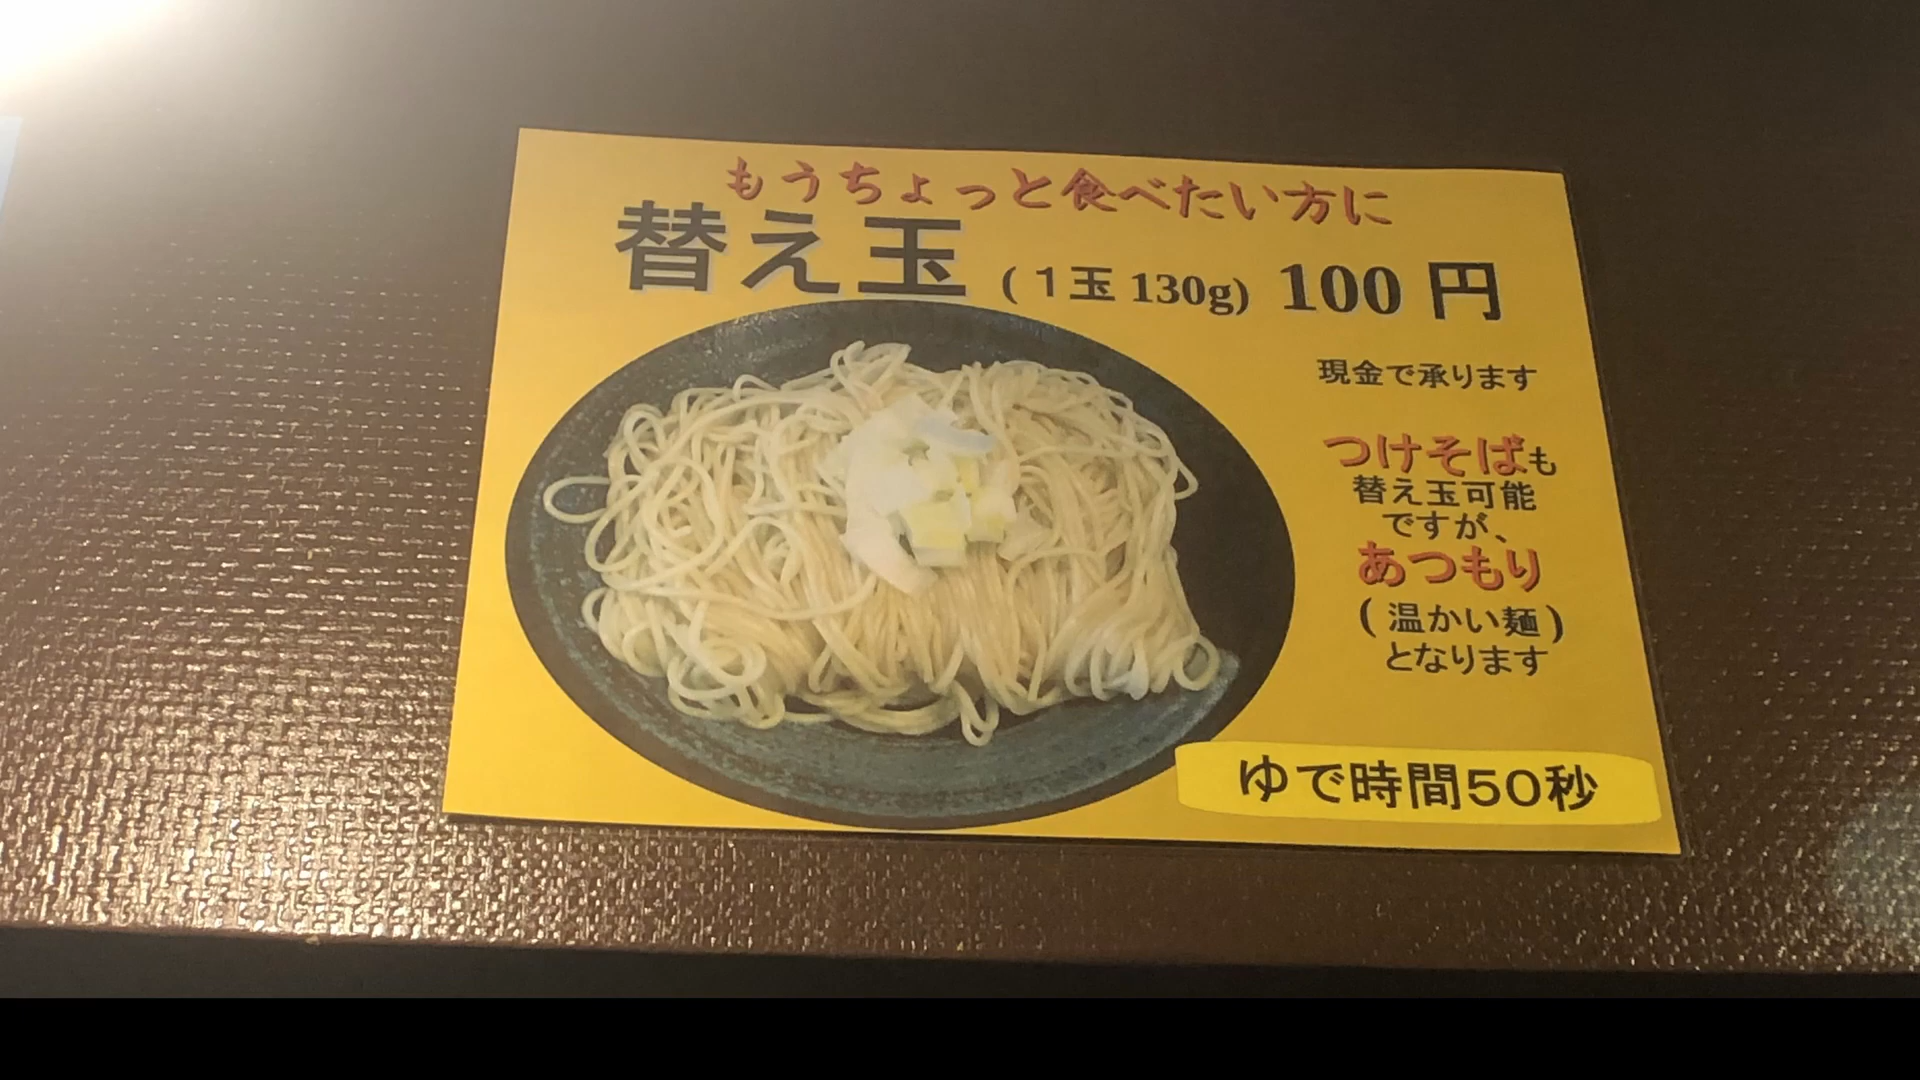 もうちょっと食べたい方に
替え玉 (1玉 130g) 100 円
現金で承ります
つけそばも
替え玉可能
ですが、
あつもり
(温かい麺)
となります
ゆで時間50秒